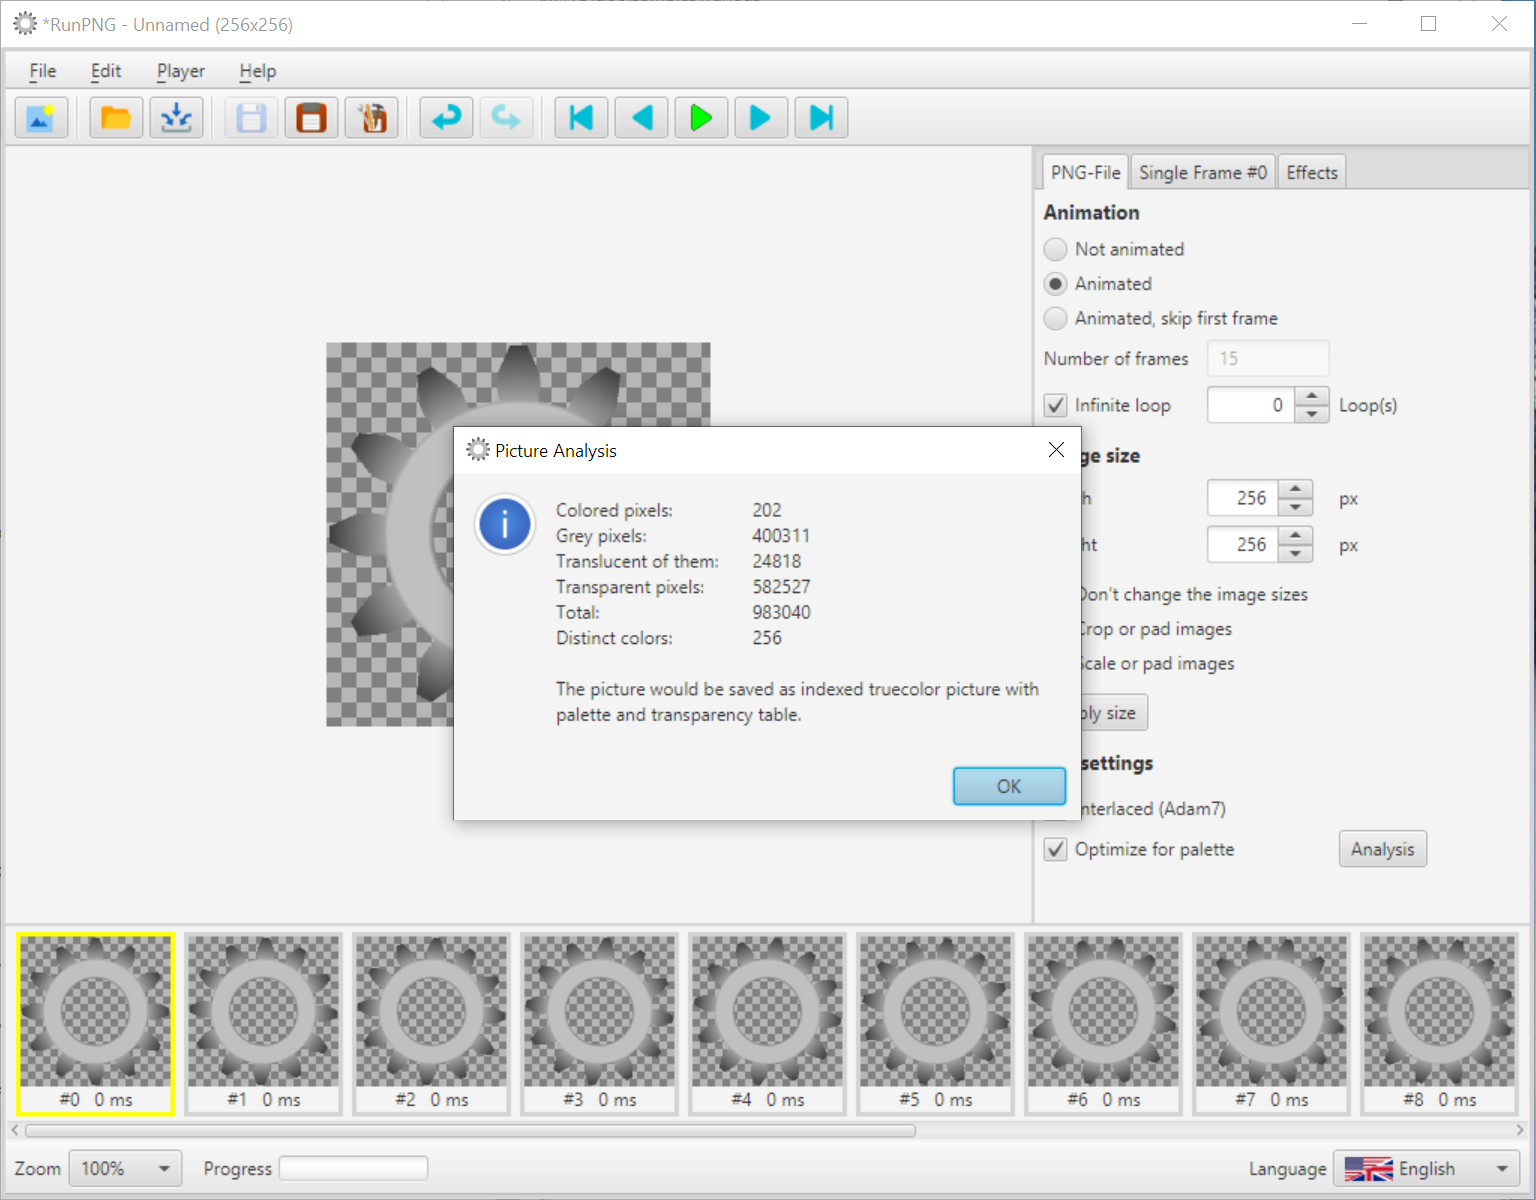 *RunPNG - Unnamed (256x256)
File Edit Player Help
PNG-File Single Frame #0 Effects
Animation
Not animated
Animated
Animated, skip first frame
Number of frames 15
Infinite loop 0 Loop(s)
Picture Analysis
ge size
Colored pixels: 202
Grey pixels: 400311
Translucent of them: 24818
Transparent pixels: 582527
Total: 983040
Distinct colors: 256
The picture would be saved as indexed truecolor picture with
palette and transparency table.
OK
h 256 px
ht 256 px
Don't change the image sizes
Crop or pad images
Scale or pad images
ply size
settings
nterlaced (Adam7)
Optimize for palette Analysis
#0 0 ms #1 0 ms #2 0 ms #3 0 ms #4 0 ms #5 0 ms #6 0 ms #7 0 ms #8 0 ms
Zoom 100% Progress Language English